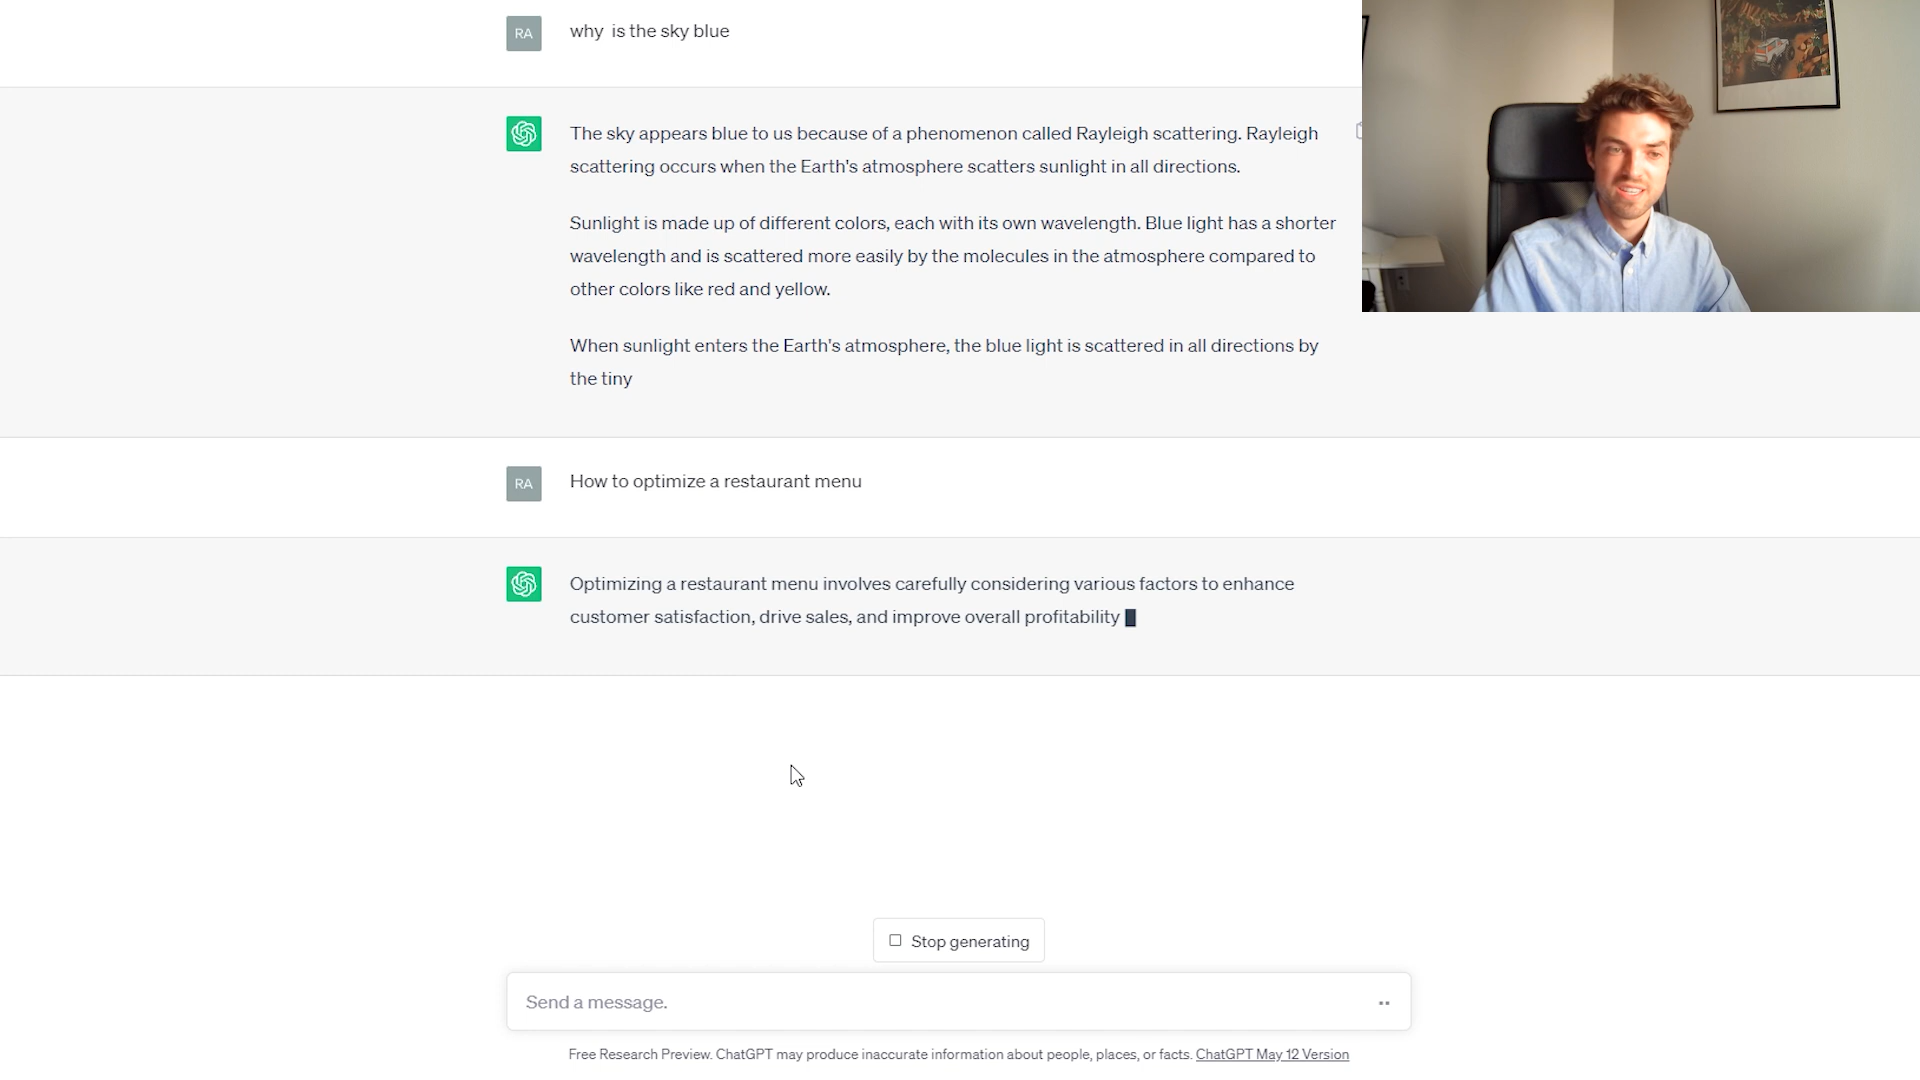 RA
why  is the sky blue
The sky appears blue to us because of a phenomenon called Rayleigh scattering. Rayleigh
scattering occurs when the Earth's atmosphere scatters sunlight in all directions.
Sunlight is made up of different colors, each with its own wavelength. Blue light has a shorter
wavelength and is scattered more easily by the molecules in the atmosphere compared to
other colors like red and yellow.
When sunlight enters the Earth's atmosphere, the blue light is scattered in all directions by
the tiny
RA
How to optimize a restaurant menu
Optimizing a restaurant menu involves carefully considering various factors to enhance
customer satisfaction, drive sales, and improve overall profitability
Stop generating
Send a message.
Free Research Preview. ChatGPT may produce inaccurate information about people, places, or facts. ChatGPT May 12 Version